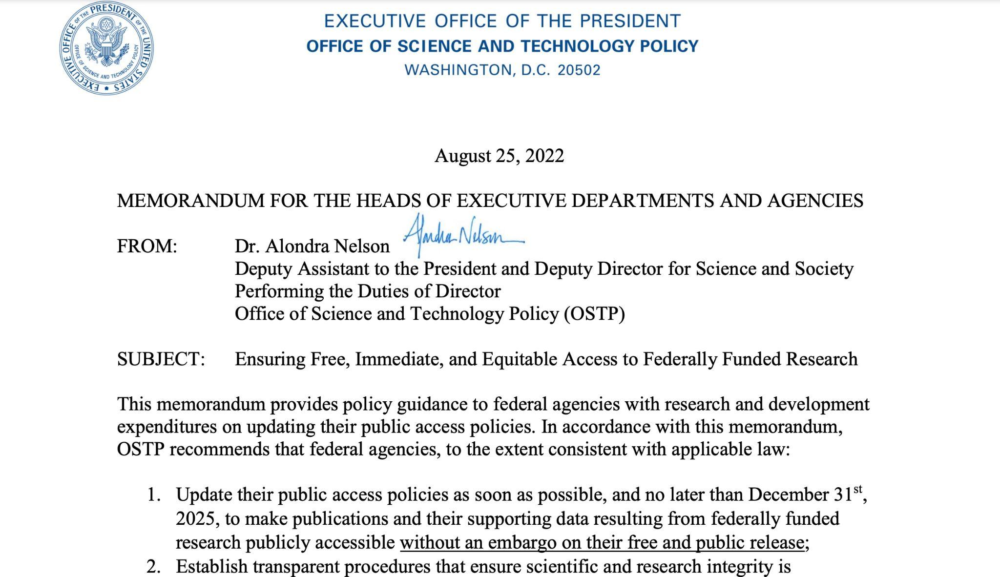 EXECUTIVE OFFICE OF THE PRESIDENT OF THE UNITED STATES
OFFICE OF SCIENCE AND TECHNOLOGY POLICY
EXECUTIVE OFFICE OF THE PRESIDENT
OFFICE OF SCIENCE AND TECHNOLOGY POLICY
WASHINGTON, D.C. 20502
August 25, 2022
MEMORANDUM FOR THE HEADS OF EXECUTIVE DEPARTMENTS AND AGENCIES
FROM: Dr. Alondra Nelson Alondra Nelson
Deputy Assistant to the President and Deputy Director for Science and Society
Performing the Duties of Director
Office of Science and Technology Policy (OSTP)
SUBJECT: Ensuring Free, Immediate, and Equitable Access to Federally Funded Research
This memorandum provides policy guidance to federal agencies with research and development
expenditures on updating their public access policies. In accordance with this memorandum,
OSTP recommends that federal agencies, to the extent consistent with applicable law:
1. Update their public access policies as soon as possible, and no later than December 31st,
2025, to make publications and their supporting data resulting from federally funded
research publicly accessible without an embargo on their free and public release;
2. Establish transparent procedures that ensure scientific and research integrity is